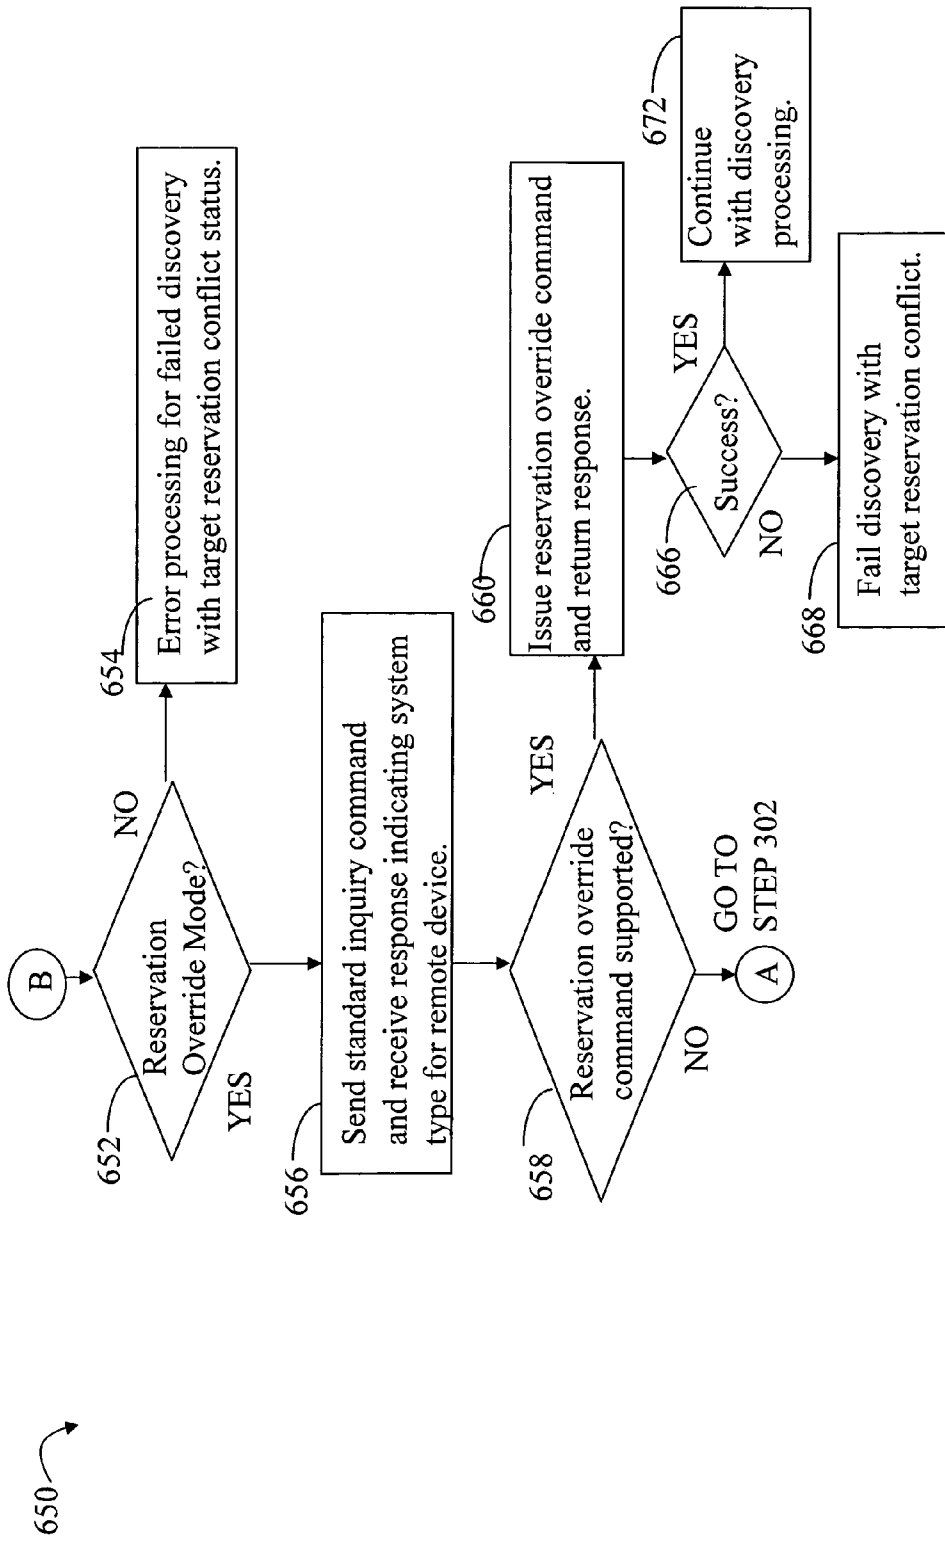 650
B
652
Reservation
Override Mode?
NO
YES
654
Error processing for failed discovery
with target reservation conflict status.
656
Send standard inquiry command
and receive response indicating system
type for remote device.
658
Reservation override
command supported?
YES
NO
A
GO TO
STEP 302
660
Issue reservation override command
and return response.
666
Success?
YES
NO
672
Continue
with discovery
processing.
668
Fail discovery with
target reservation conflict.